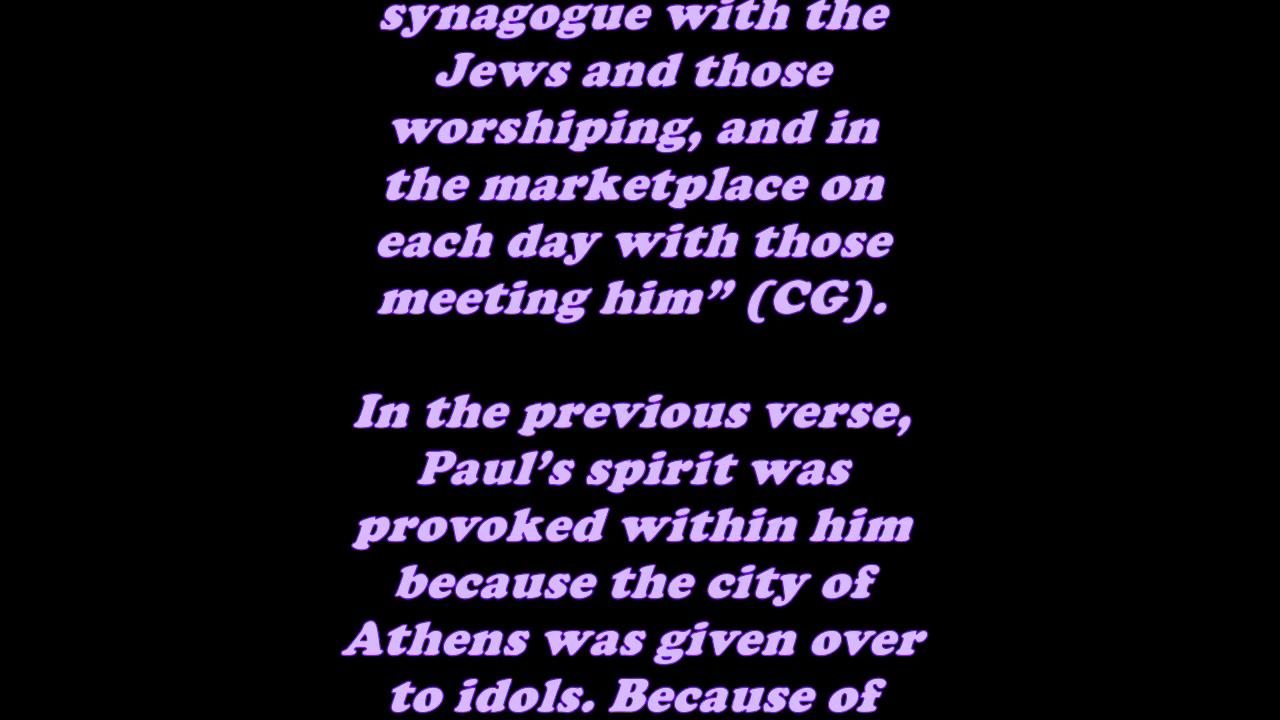 synagogue with the
Jews and those
worshiping, and in
the marketplace on
each day with those
meeting him” (CG).
In the previous verse,
Paul’s spirit was
provoked within him
because the city of
Athens was given over
to idols. Because of